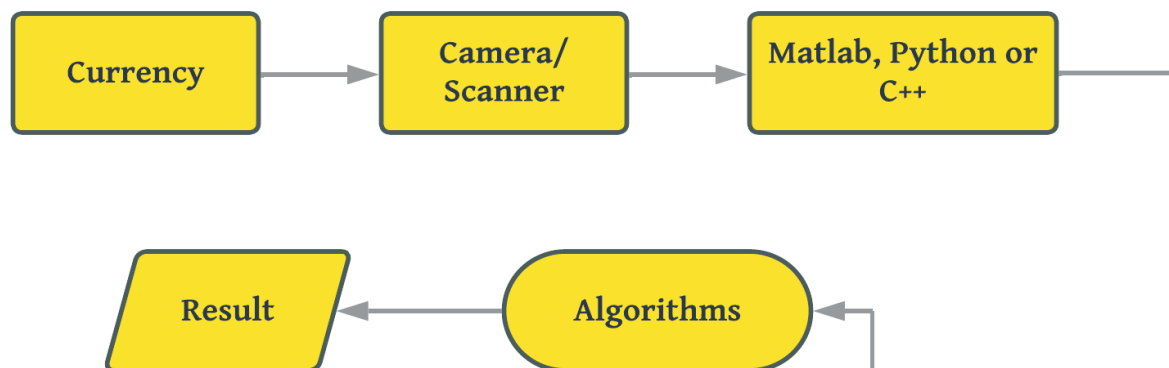 Currency
Camera/
Scanner
Matlab, Python or
C++
Result
Algorithms